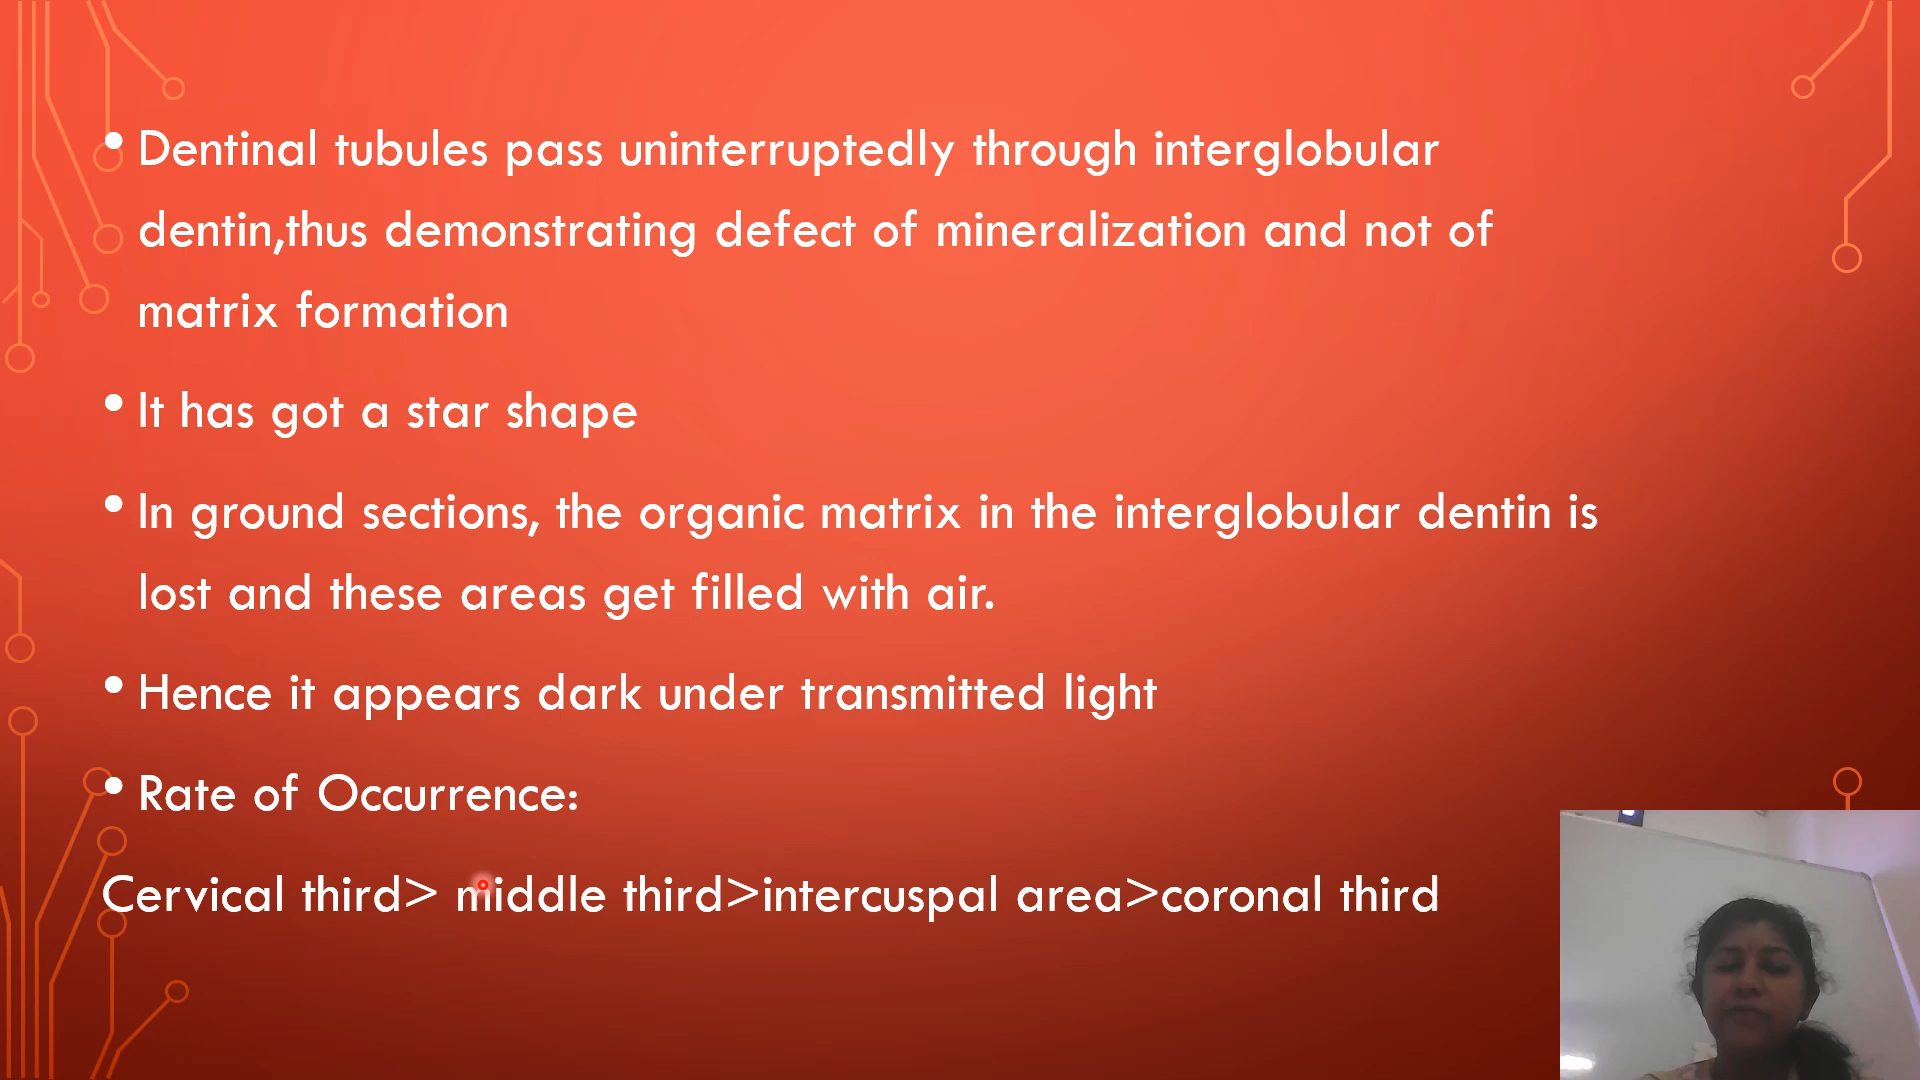 • Dentinal tubules pass uninterruptedly through interglobular
dentin,thus demonstrating defect of mineralization and not of
matrix formation
• It has got a star shape
• In ground sections, the organic matrix in the interglobular dentin is
lost and these areas get filled with air.
• Hence it appears dark under transmitted light
• Rate of Occurrence:
Cervical third> middle third>intercuspal area>coronal third